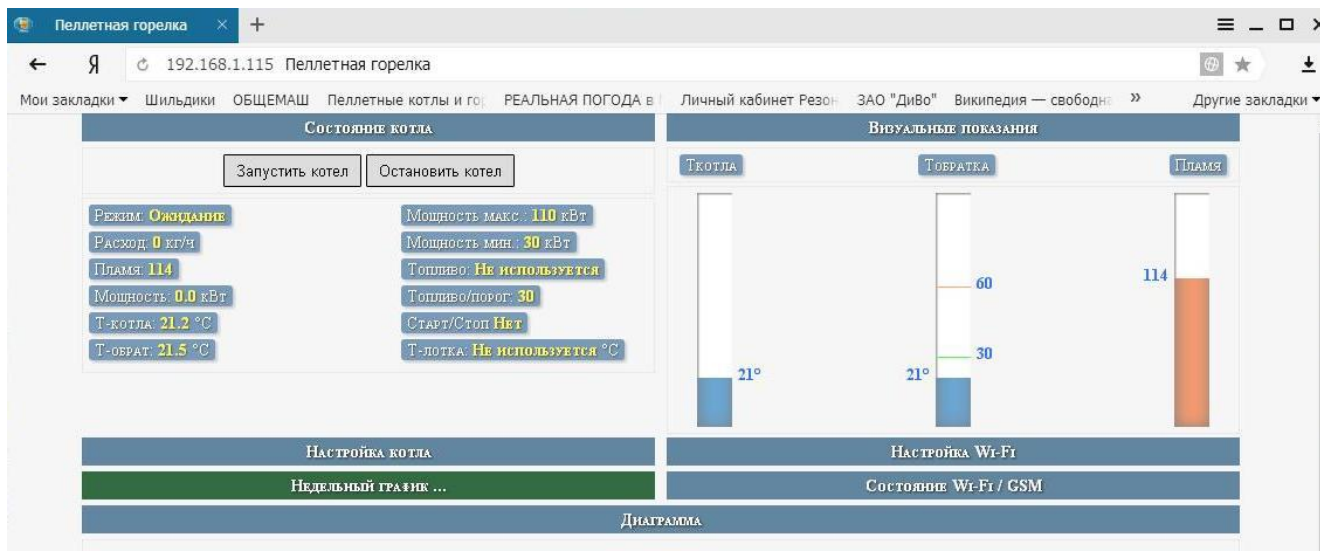 Пеллетная горелка
Я 192.168.1.115 Пеллетная горелка
Мои закладки Шильдики ОБЩЕМАШ Пеллетные котлы и го РЕАЛЬНАЯ ПОГОДА в Личный кабинет Резон ЗАО "ДиВо" Википедия — свободн » Другие закладки
Состояние котла
Запустить котел Остановить котел
Режим: Ожидание
Расход: 0 кг/ч
Пламя: 114
Мощность: 0.0 кВт
Т-котла: 21.2 °C
Т-обрат: 21.5 °C
Мощность макс.: 110 кВт
Мощность мин.: 30 кВт
Топливо: Не используется
Топливо/порог: 30
Старт/Стоп Нет
Т-лотка: Не используется °C
Визуальные показания
Ткотла Тобратка Пламя
60
114
30
21°
21°
Настройка котла
Настройка Wi-Fi
Недельный график ...
Состояние Wi-Fi / GSM
Диаграмма